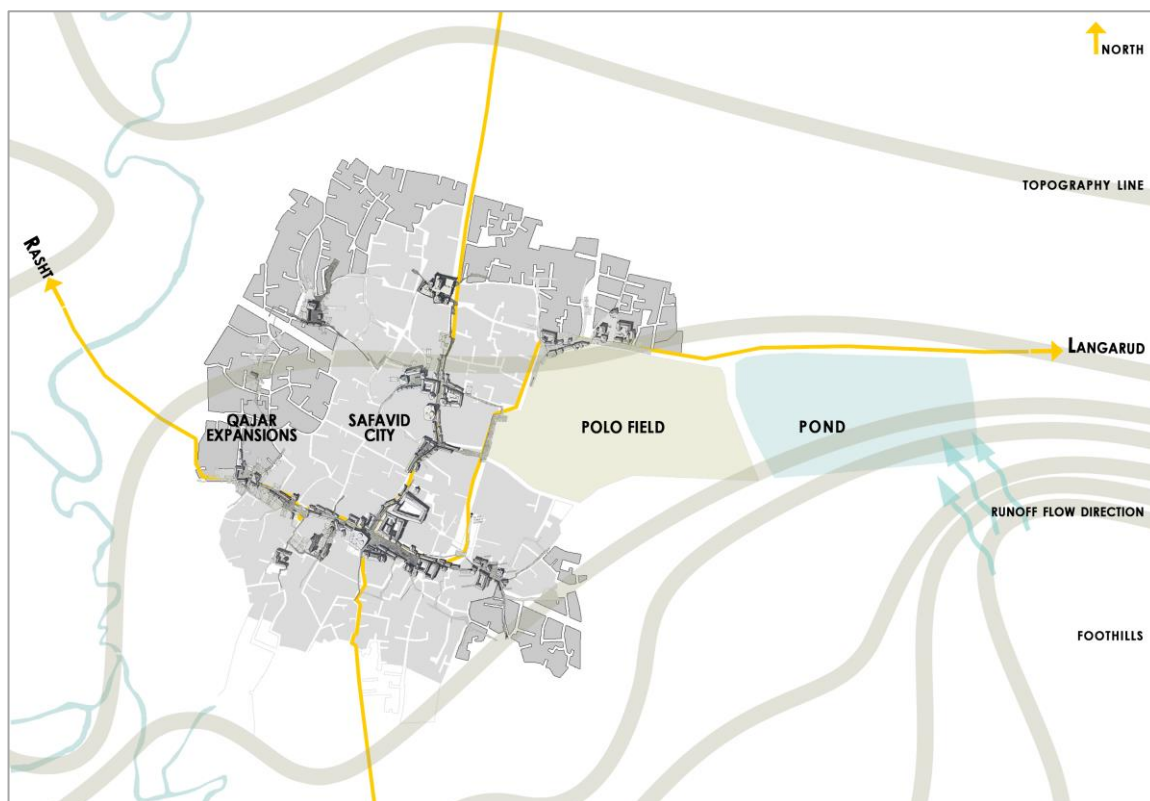 NORTH
TOPOGRAPHY LINE
RASHT
LANGARUD
QAJAR
EXPANSIONS
SAFAVID
CITY
POLO FIELD
POND
RUNOFF FLOW DIRECTION
FOOTHILLS